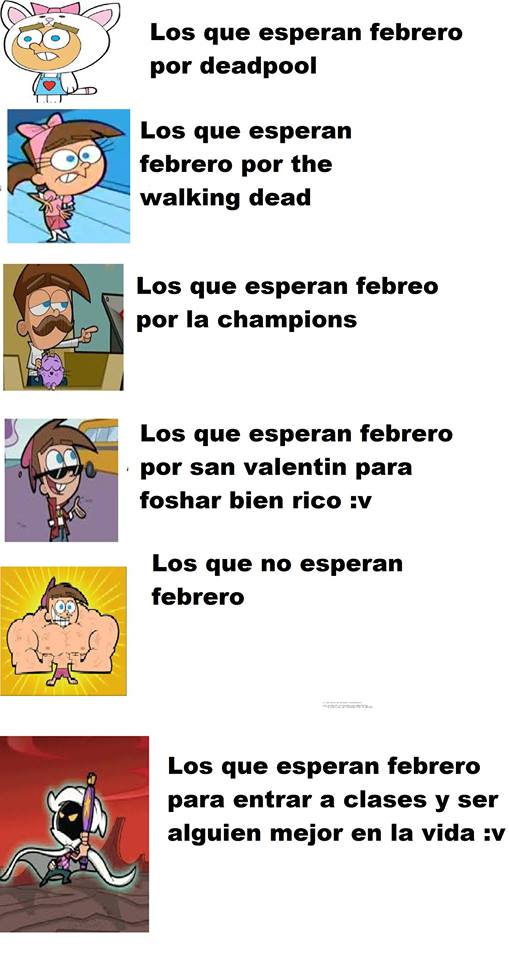 Los que esperan febrero
por deadpool
Los que esperan
febrero por the
walking dead
Los que esperan febreo
por la champions
Los que esperan febrero
por san valentin para
foshar bien rico :v
Los que no esperan
febrero
Los que esperan febrero
para entrar a clases y ser
alguien mejor en la vida :v